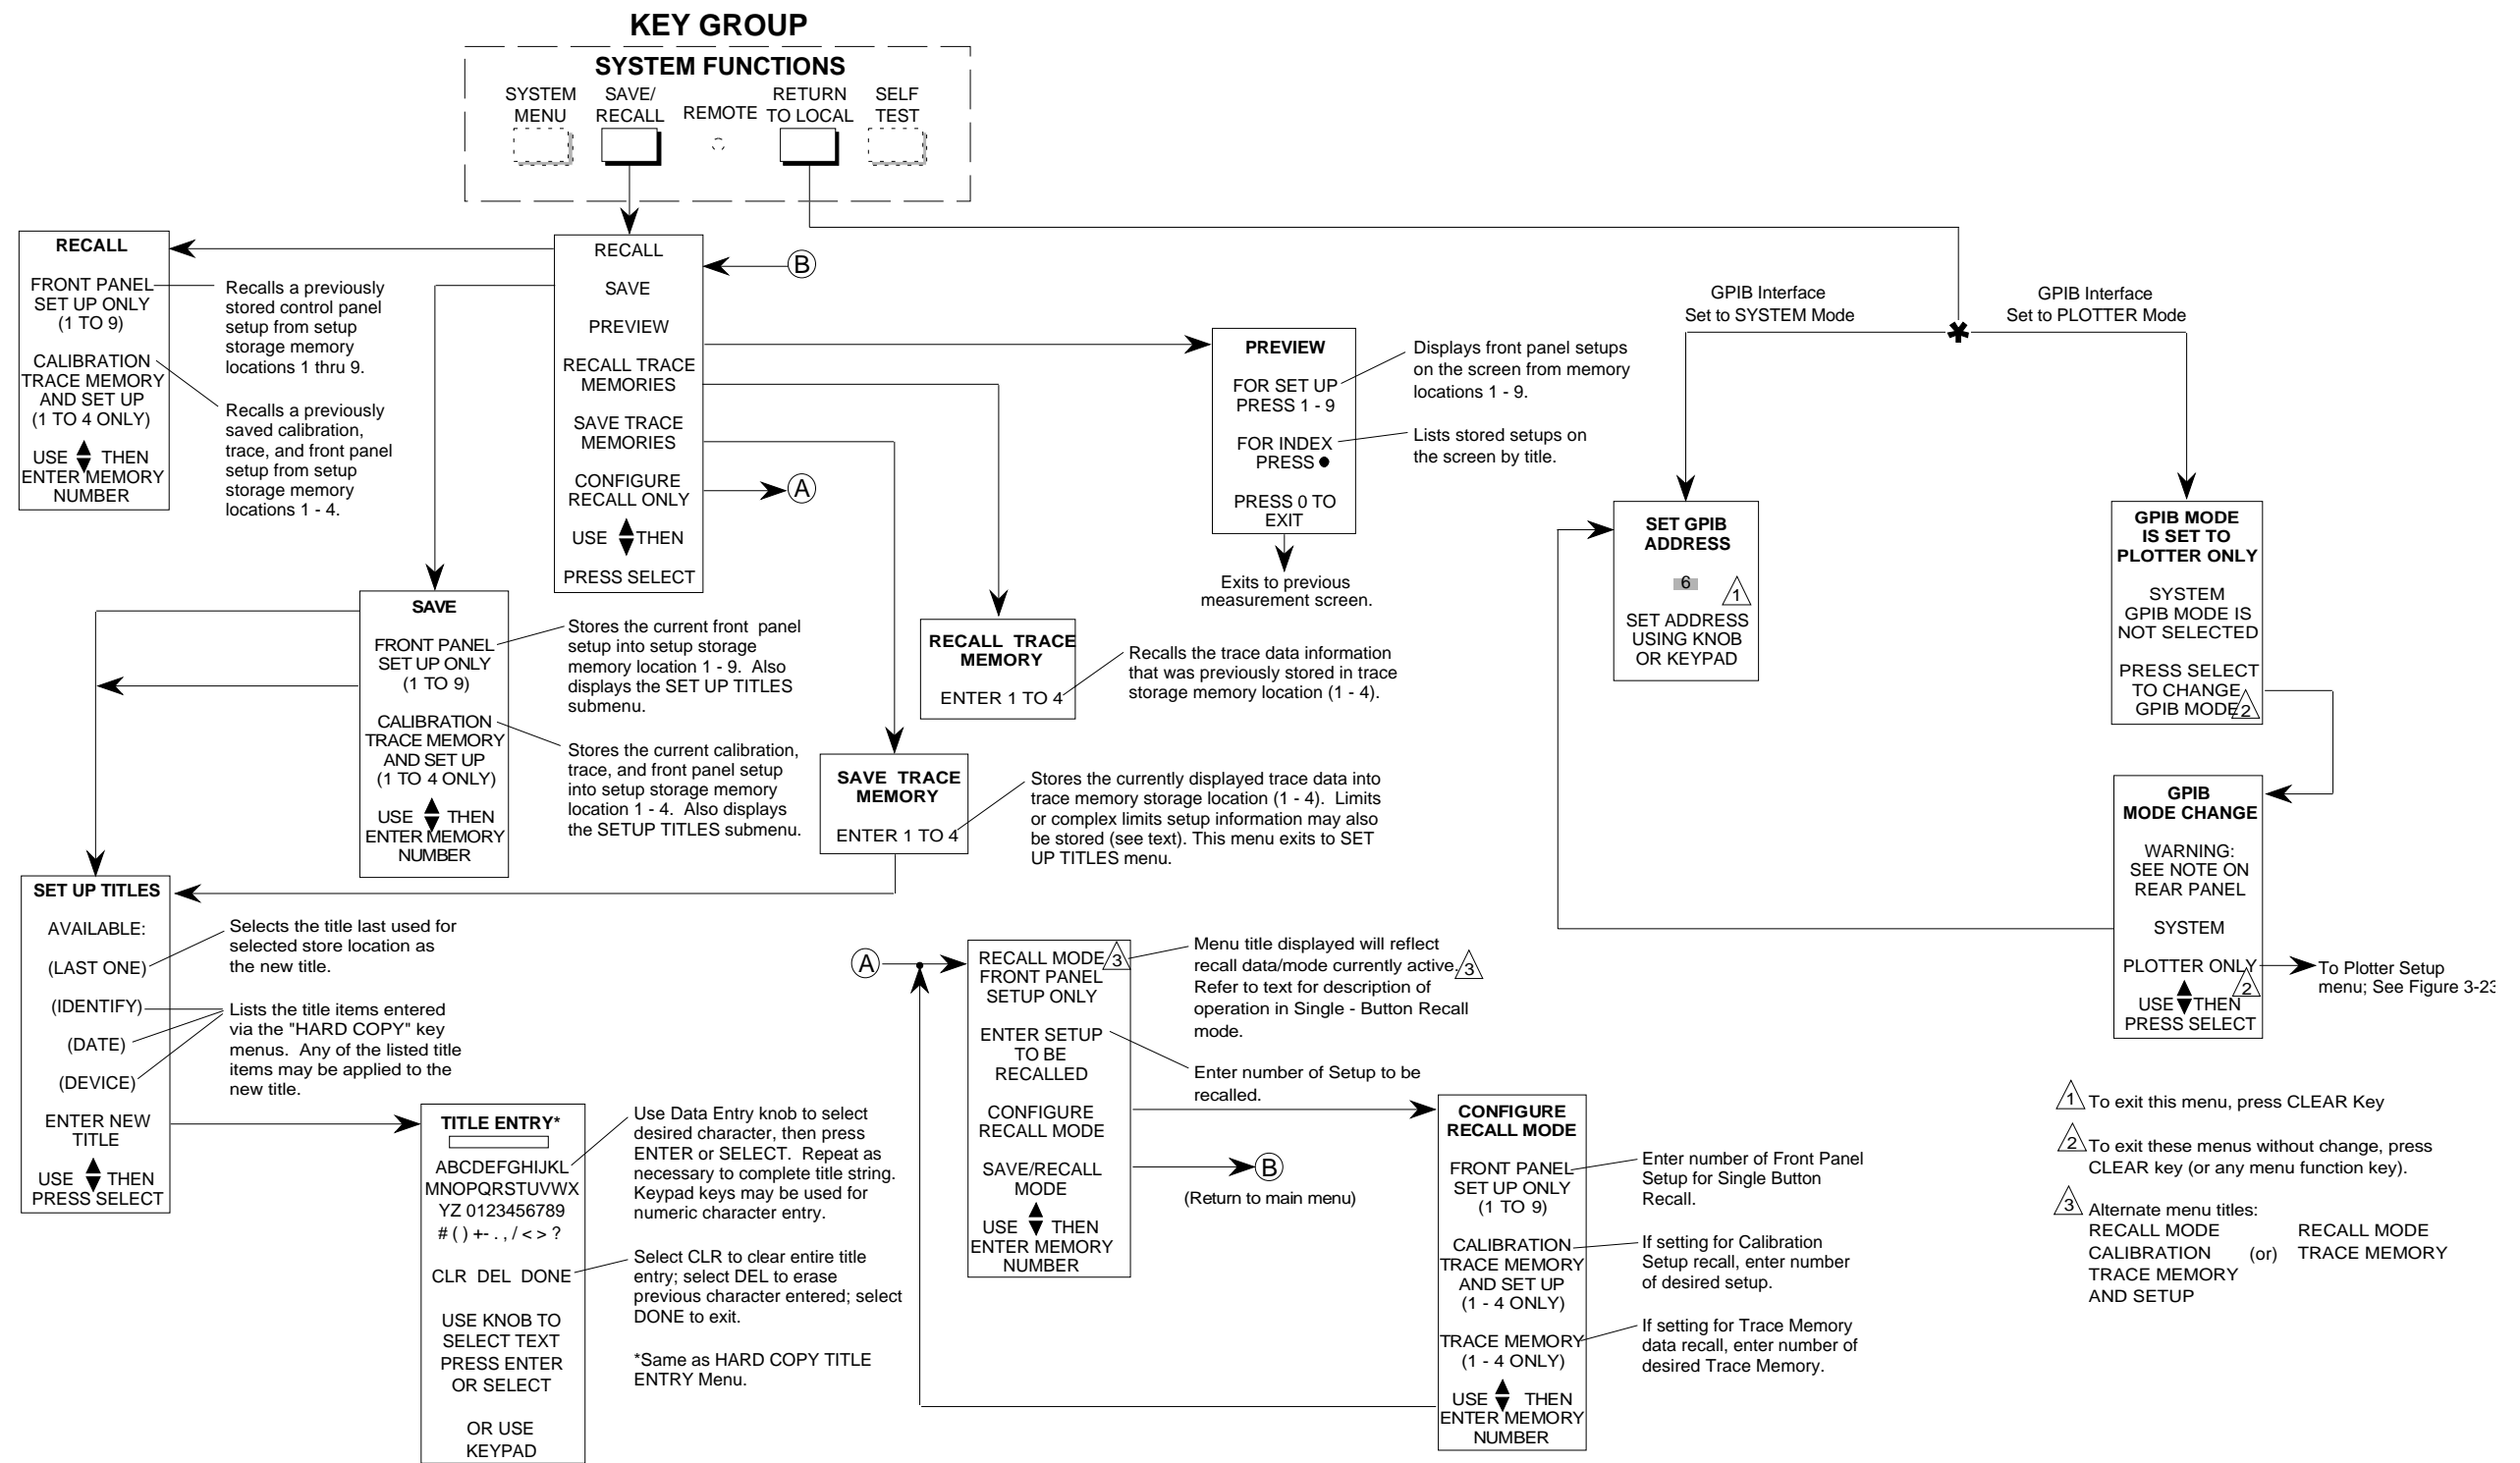 KEY GROUP
SYSTEM FUNCTIONS
SYSTEM
MENU
SAVE/
RECALL
REMOTE
RETURN
TO LOCAL
SELF
TEST
RECALL
FRONT PANEL
SET UP ONLY
(1 TO 9)
CALIBRATION
TRACE MEMORY
AND SET UP
(1 TO 4 ONLY)
USE THEN
ENTER MEMORY
NUMBER
Recalls a previously
stored control panel
setup from setup
storage memory
locations 1 thru 9.
Recalls a previously
saved calibration,
trace, and front panel
setup from setup
storage memory
locations 1 - 4.
RECALL
SAVE
PREVIEW
RECALL TRACE
MEMORIES
SAVE TRACE
MEMORIES
CONFIGURE
RECALL ONLY
USE THEN
PRESS SELECT
B
A
PREVIEW
FOR SET UP
PRESS 1 - 9
FOR INDEX
PRESS ●
PRESS 0 TO
EXIT
Displays front panel setups
on the screen from memory
locations 1 - 9.
Lists stored setups on
the screen by title.
Exits to previous
measurement screen.
GPIB Interface
Set to SYSTEM Mode
*
GPIB Interface
Set to PLOTTER Mode
SET GPIB
ADDRESS
6
1
SET ADDRESS
USING KNOB
OR KEYPAD
GPIB MODE
IS SET TO
PLOTTER ONLY
SYSTEM
GPIB MODE IS
NOT SELECTED
PRESS SELECT
TO CHANGE
GPIB MODE 2
SAVE
FRONT PANEL
SET UP ONLY
(1 TO 9)
CALIBRATION
TRACE MEMORY
AND SET UP
(1 TO 4 ONLY)
USE THEN
ENTER MEMORY
NUMBER
Stores the current front panel
setup into setup storage
memory location 1 - 9. Also
displays the SET UP TITLES
submenu.
Stores the current calibration,
trace, and front panel setup
into setup storage memory
location 1 - 4. Also displays
the SETUP TITLES submenu.
RECALL TRACE
MEMORY
ENTER 1 TO 4
Recalls the trace data information
that was previously stored in trace
storage memory location (1 - 4).
SAVE TRACE
MEMORY
ENTER 1 TO 4
Stores the currently displayed trace data into
trace memory storage location (1 - 4). Limits
or complex limits setup information may also
be stored (see text). This menu exits to SET
UP TITLES menu.
GPIB
MODE CHANGE
WARNING:
SEE NOTE ON
REAR PANEL
SYSTEM
PLOTTER ONLY
2
USE THEN
PRESS SELECT
To Plotter Setup
menu; See Figure 3-23
SET UP TITLES
AVAILABLE:
(LAST ONE)
(IDENTIFY)
(DATE)
(DEVICE)
ENTER NEW
TITLE
USE THEN
PRESS SELECT
Selects the title last used for
selected store location as
the new title.
Lists the title items entered
via the "HARD COPY" key
menus. Any of the listed title
items may be applied to the
new title.
TITLE ENTRY*
ABCDEFGHIJKL
MNOPQRSTUVWX
YZ 0123456789
# ( ) +- . , / < > ?
CLR DEL DONE
USE KNOB TO
SELECT TEXT
PRESS ENTER
OR SELECT
OR USE
KEYPAD
Use Data Entry knob to select
desired character, then press
ENTER or SELECT. Repeat as
necessary to complete title string.
Keypad keys may be used for
numeric character entry.
Select CLR to clear entire title
entry; select DEL to erase
previous character entered; select
DONE to exit.
*Same as HARD COPY TITLE
ENTRY Menu.
A
RECALL MODE 3
FRONT PANEL
SETUP ONLY
ENTER SETUP
TO BE
RECALLED
CONFIGURE
RECALL MODE
SAVE/RECALL
MODE
USE THEN
ENTER MEMORY
NUMBER
Menu title displayed will reflect
recall data/mode currently active. 3
Refer to text for description of
operation in Single - Button Recall
mode.
Enter number of Setup to be
recalled.
B
(Return to main menu)
CONFIGURE
RECALL MODE
FRONT PANEL
SET UP ONLY
(1 TO 9)
CALIBRATION
TRACE MEMORY
AND SET UP
(1 - 4 ONLY)
TRACE MEMORY
(1 - 4 ONLY)
USE THEN
ENTER MEMORY
NUMBER
Enter number of Front Panel
Setup for Single Button
Recall.
If setting for Calibration
Setup recall, enter number
of desired setup.
If setting for Trace Memory
data recall, enter number of
desired Trace Memory.
1 To exit this menu, press CLEAR Key
2 To exit these menus without change, press
CLEAR key (or any menu function key).
3 Alternate menu titles:
RECALL MODE RECALL MODE
CALIBRATION (or) TRACE MEMORY
TRACE MEMORY
AND SETUP